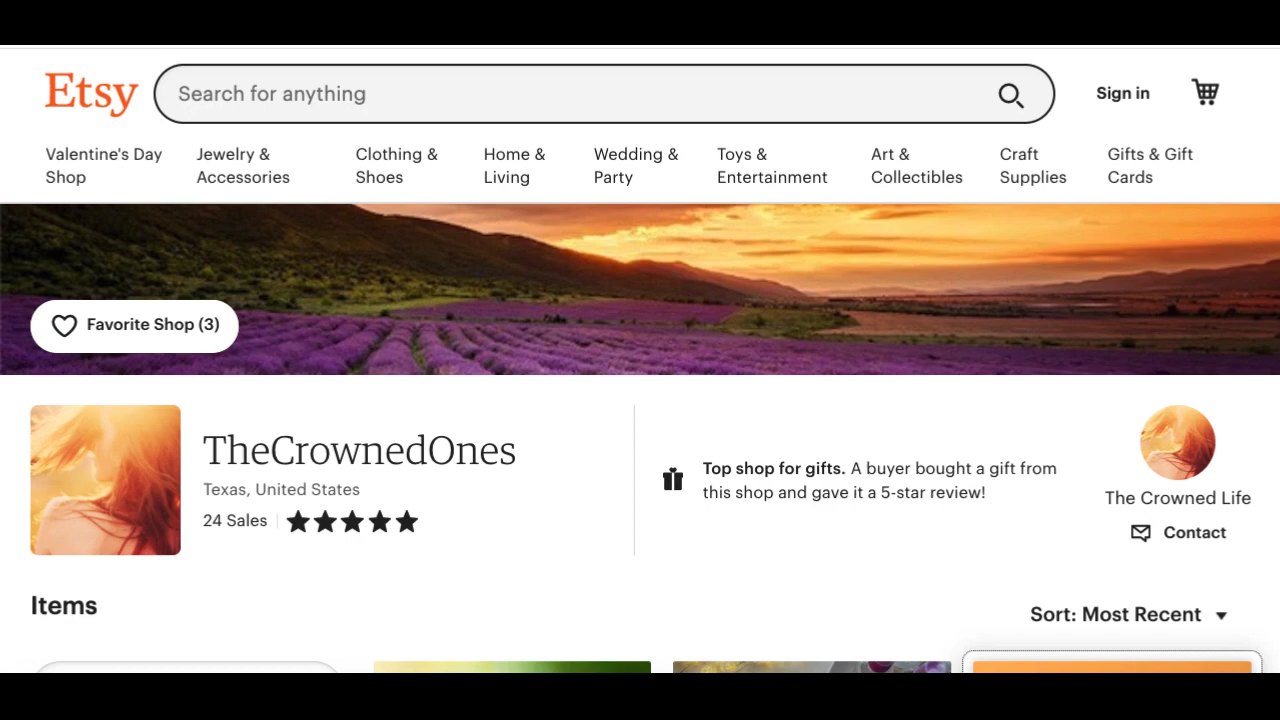 Etsy
Search for anything
Sign in
Valentine's Day Shop
Jewelry & Accessories
Clothing & Shoes
Home & Living
Wedding & Party
Toys & Entertainment
Art & Collectibles
Craft Supplies
Gifts & Gift Cards
Favorite Shop (3)
TheCrownedOnes
Texas, United States
24 Sales
Top shop for gifts. A buyer bought a gift from
this shop and gave it a 5-star review!
The Crowned Life
Contact
Items
Sort: Most Recent